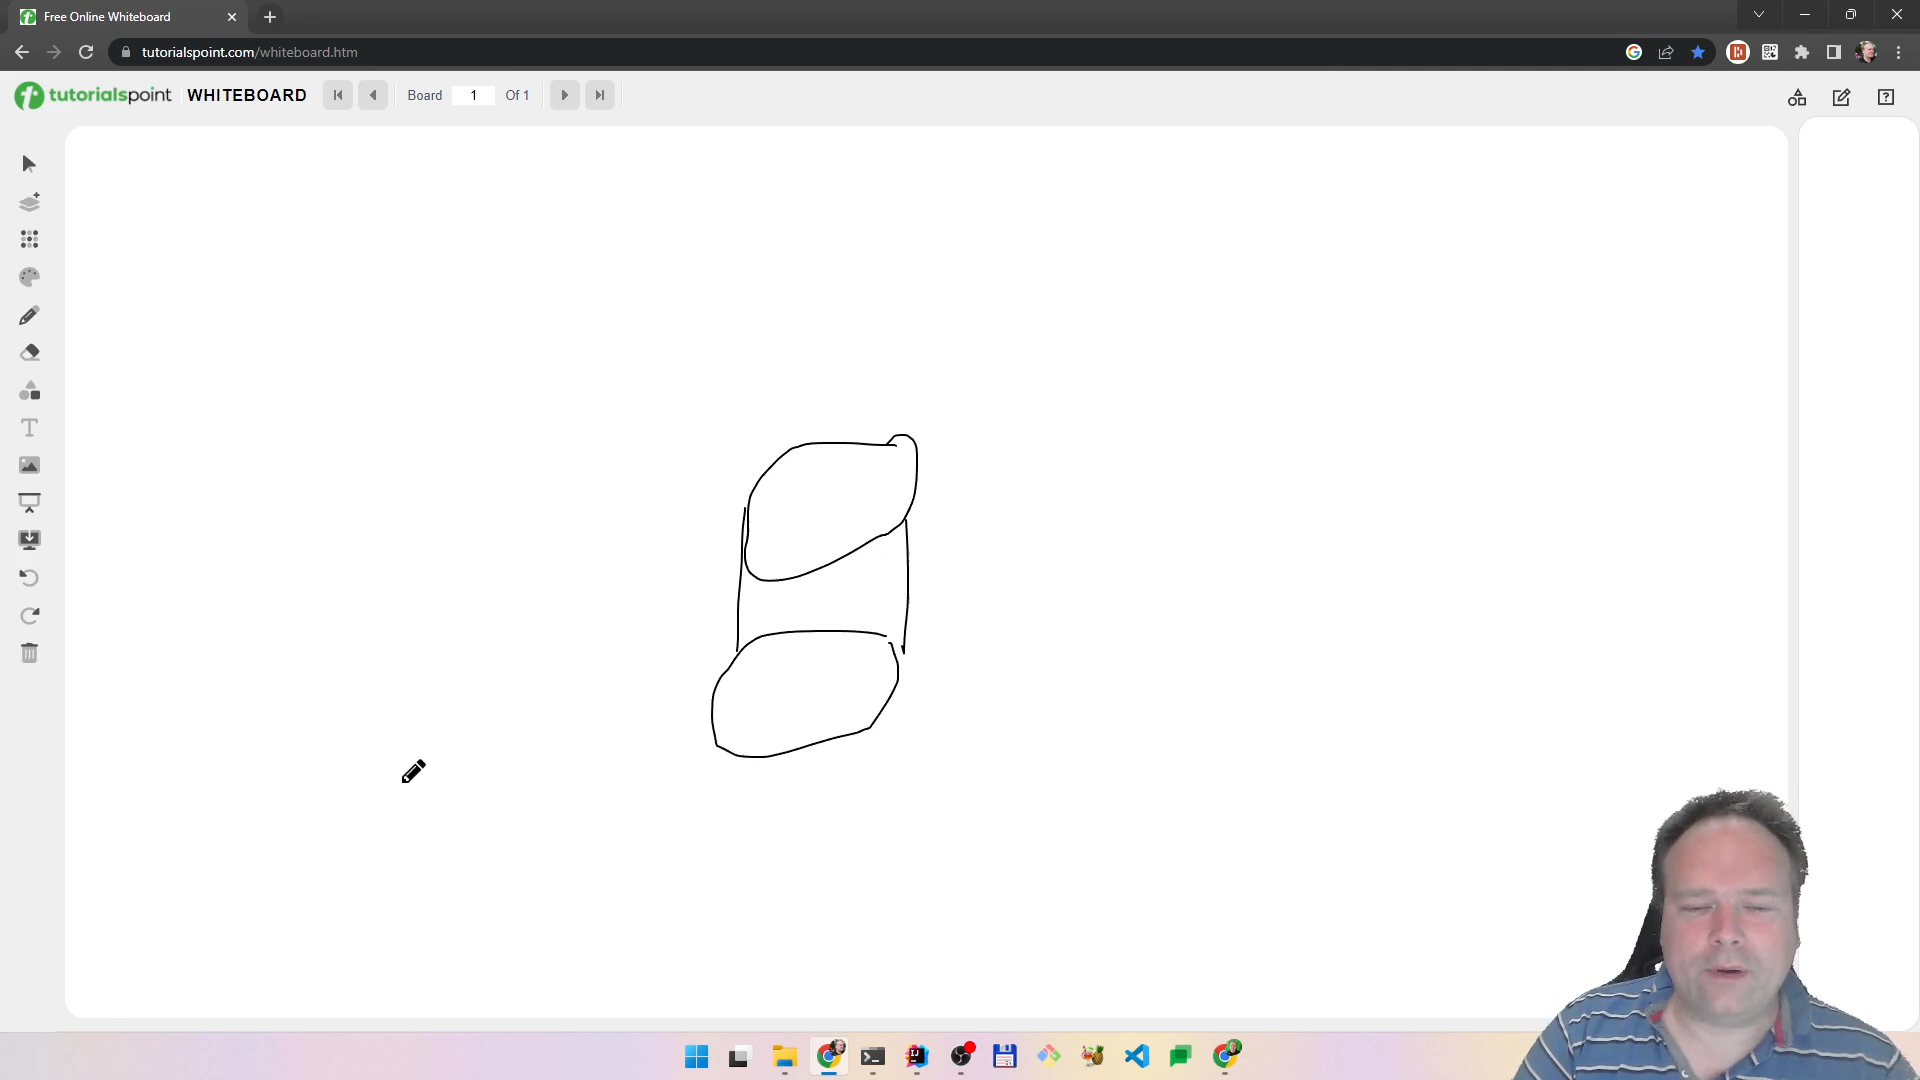 Free Online Whiteboard
tutorialspoint.com/whiteboard.htm
tutorialspoint WHITEBOARD Board 1 Of 1